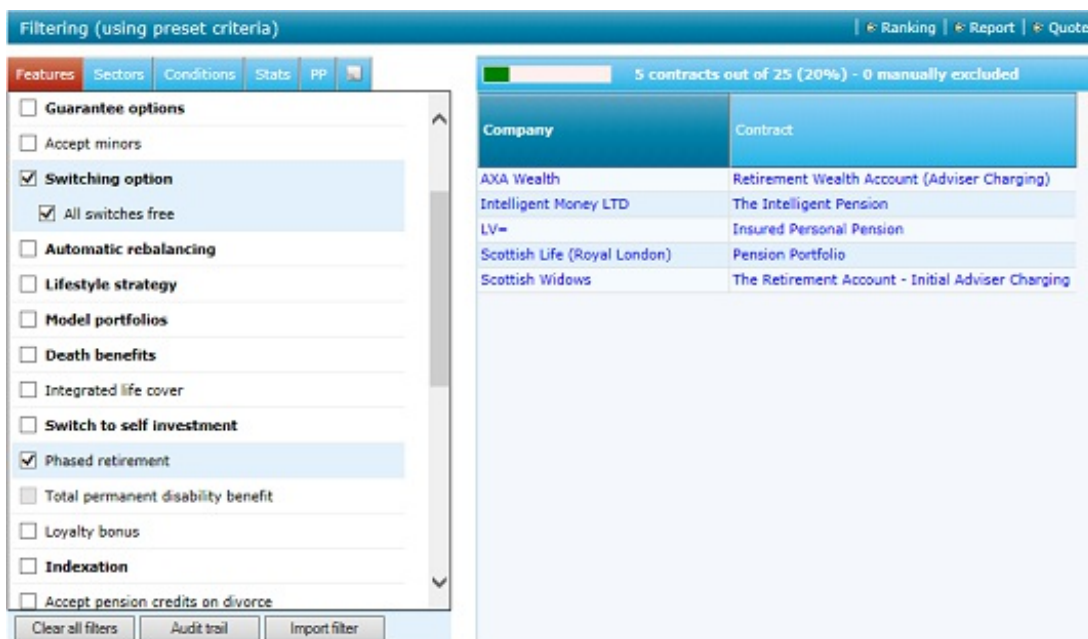 Filtering (using preset criteria)
| Ranking | Report | Quote
Features Sectors Conditions Stats PP
Guarantee options
Accept minors
Switching option
All switches free
Automatic rebalancing
Lifestyle strategy
Model portfolios
Death benefits
Integrated life cover
Switch to self investment
Phased retirement
Total permanent disability benefit
Loyalty bonus
Indexation
Accept pension credits on divorce
Clear all filters Audit trail Import filter
5 contracts out of 25 (20%) - 0 manually excluded
Company Contract
AXA Wealth Retirement Wealth Account (Adviser Charging)
Intelligent Money LTD The Intelligent Pension
LV= Insured Personal Pension
Scottish Life (Royal London) Pension Portfolio
Scottish Widows The Retirement Account - Initial Adviser Charging